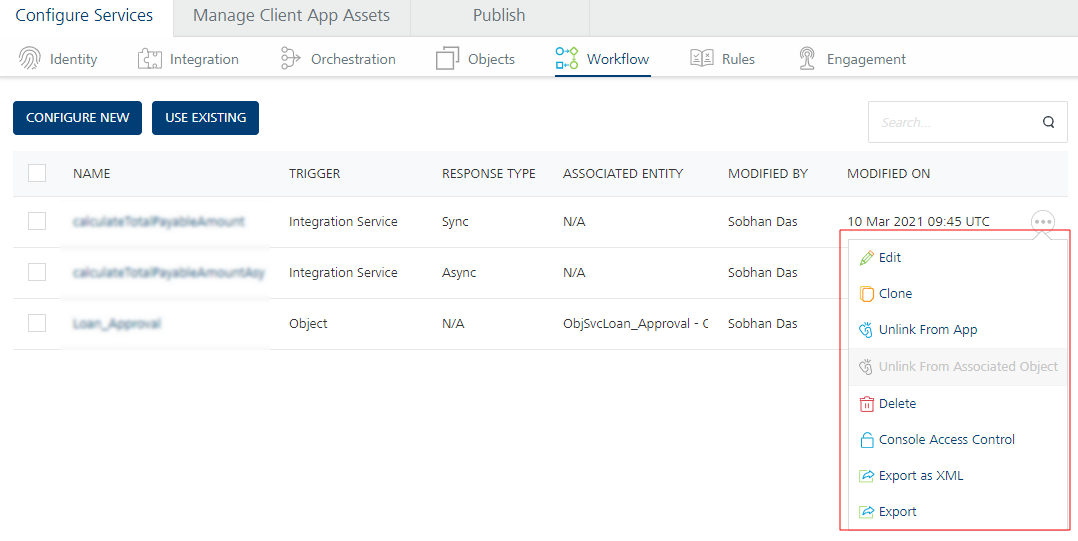 Configure Services Manage Client App Assets Publish
Identity Integration Orchestration Objects Workflow Rules Engagement
CONFIGURE NEW USE EXISTING Search...
NAME TRIGGER RESPONSE TYPE ASSOCIATED ENTITY MODIFIED BY MODIFIED ON
calculateTotalPayableAmount Integration Service Sync N/A Sobhan Das 10 Mar 2021 09:45 UTC
calculateTotalPayableAmountAsy Integration Service Async N/A Sobhan Das
Loan_Approval Object N/A ObjSvcLoan_Approval - Sobhan Das
Edit
Clone
Unlink From App
Unlink From Associated Object
Delete
Console Access Control
Export as XML
Export